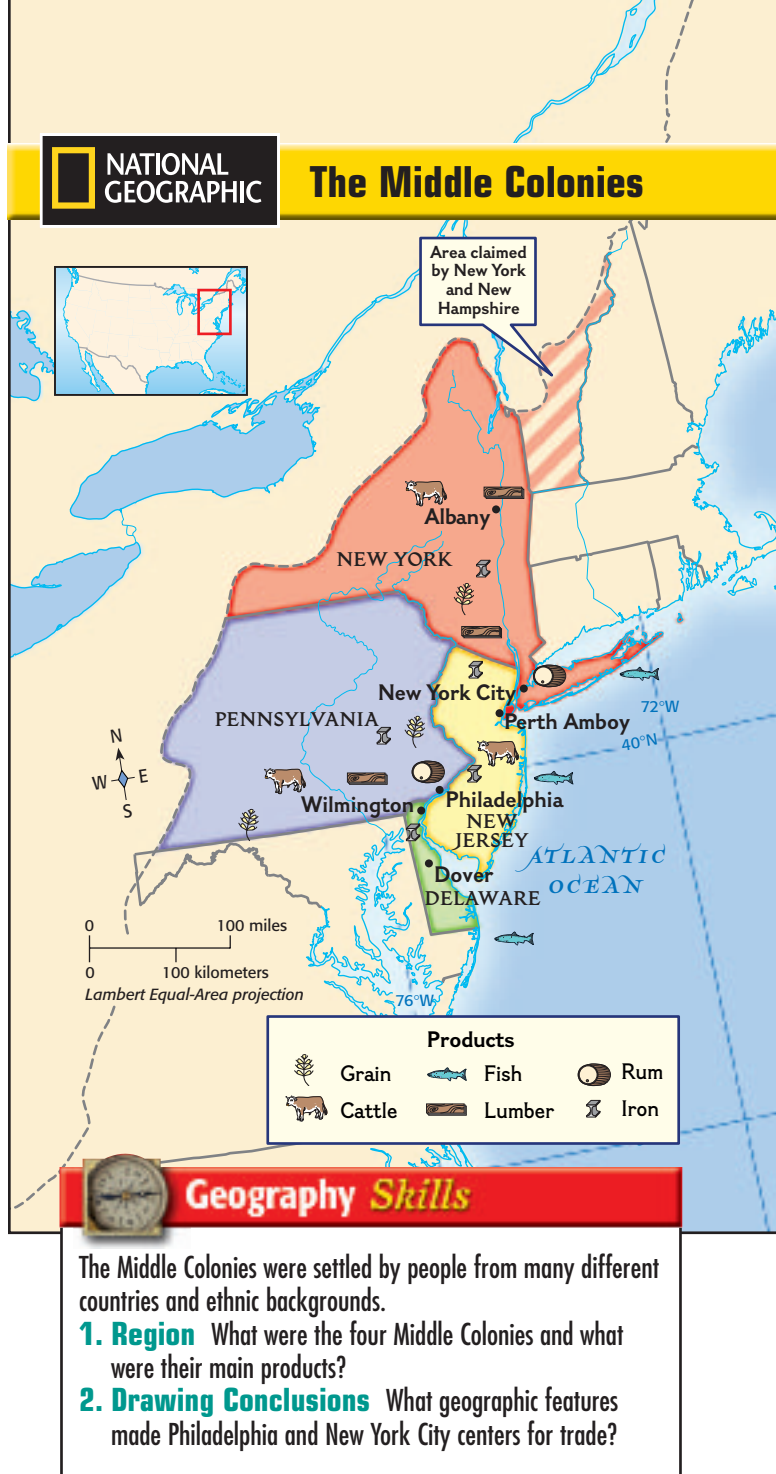 NATIONAL
GEOGRAPHIC
The Middle Colonies
Area claimed
by New York
and New
Hampshire
Albany
NEW YORK
New York City
72°W
PENNSYLVANIA
Perth Amboy
40°N
N
W E
S
Wilmington
Philadelphia
NEW
JERSEY
ATLANTIC
OCEAN
Dover
DELAWARE
0 100 miles
0 100 kilometers
Lambert Equal-Area projection
76°W
Products
Grain Fish Rum
Cattle Lumber Iron
Geography Skills
The Middle Colonies were settled by people from many different
countries and ethnic backgrounds.
1. Region What were the four Middle Colonies and what
were their main products?
2. Drawing Conclusions What geographic features
made Philadelphia and New York City centers for trade?